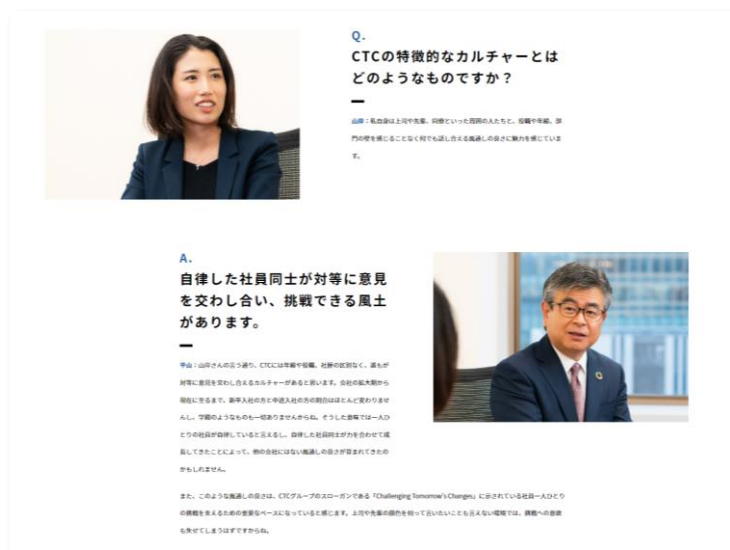 Q.
CTCの特徴的なカルチャーとは
どのようなものですか？
山岸：私自身は上司や先輩、同僚といった周囲の人たちと、役職や年齢、部
門の壁を感じることなく何でも話し合える風通しの良さに魅力を感じていま
す。
A.
自律した社員同士が対等に意見
を交わし合い、挑戦できる風土
があります。
平山：山岸さんの言う通り、CTCには年齢や役職、社歴の区別なく、誰もが
対等に意見を交わし合えるカルチャーがあると思います。会社の拡大期から
現在に至るまで、新卒入社の方と中途入社の方の割合はほとんど変わりませ
んし、学閥のようなものも一切ありませんからね。そうした意味では一人ひ
とりの社員が自律していると言えるし、自律した社員同士が力を合わせて成
長してきたことによって、他の会社にはない風通しの良さが育まれてきたの
かもしれません。
また、このような風通しの良さは、CTCグループのスローガンである「Challenging Tomorrow's Changes」に示されている社員一人ひとり
の挑戦を支えるための重要なベースになっていると感じます。上司や先輩の顔色を伺って言いたいことも言えない環境では、挑戦への意欲
も失せてしまうはずですからね。